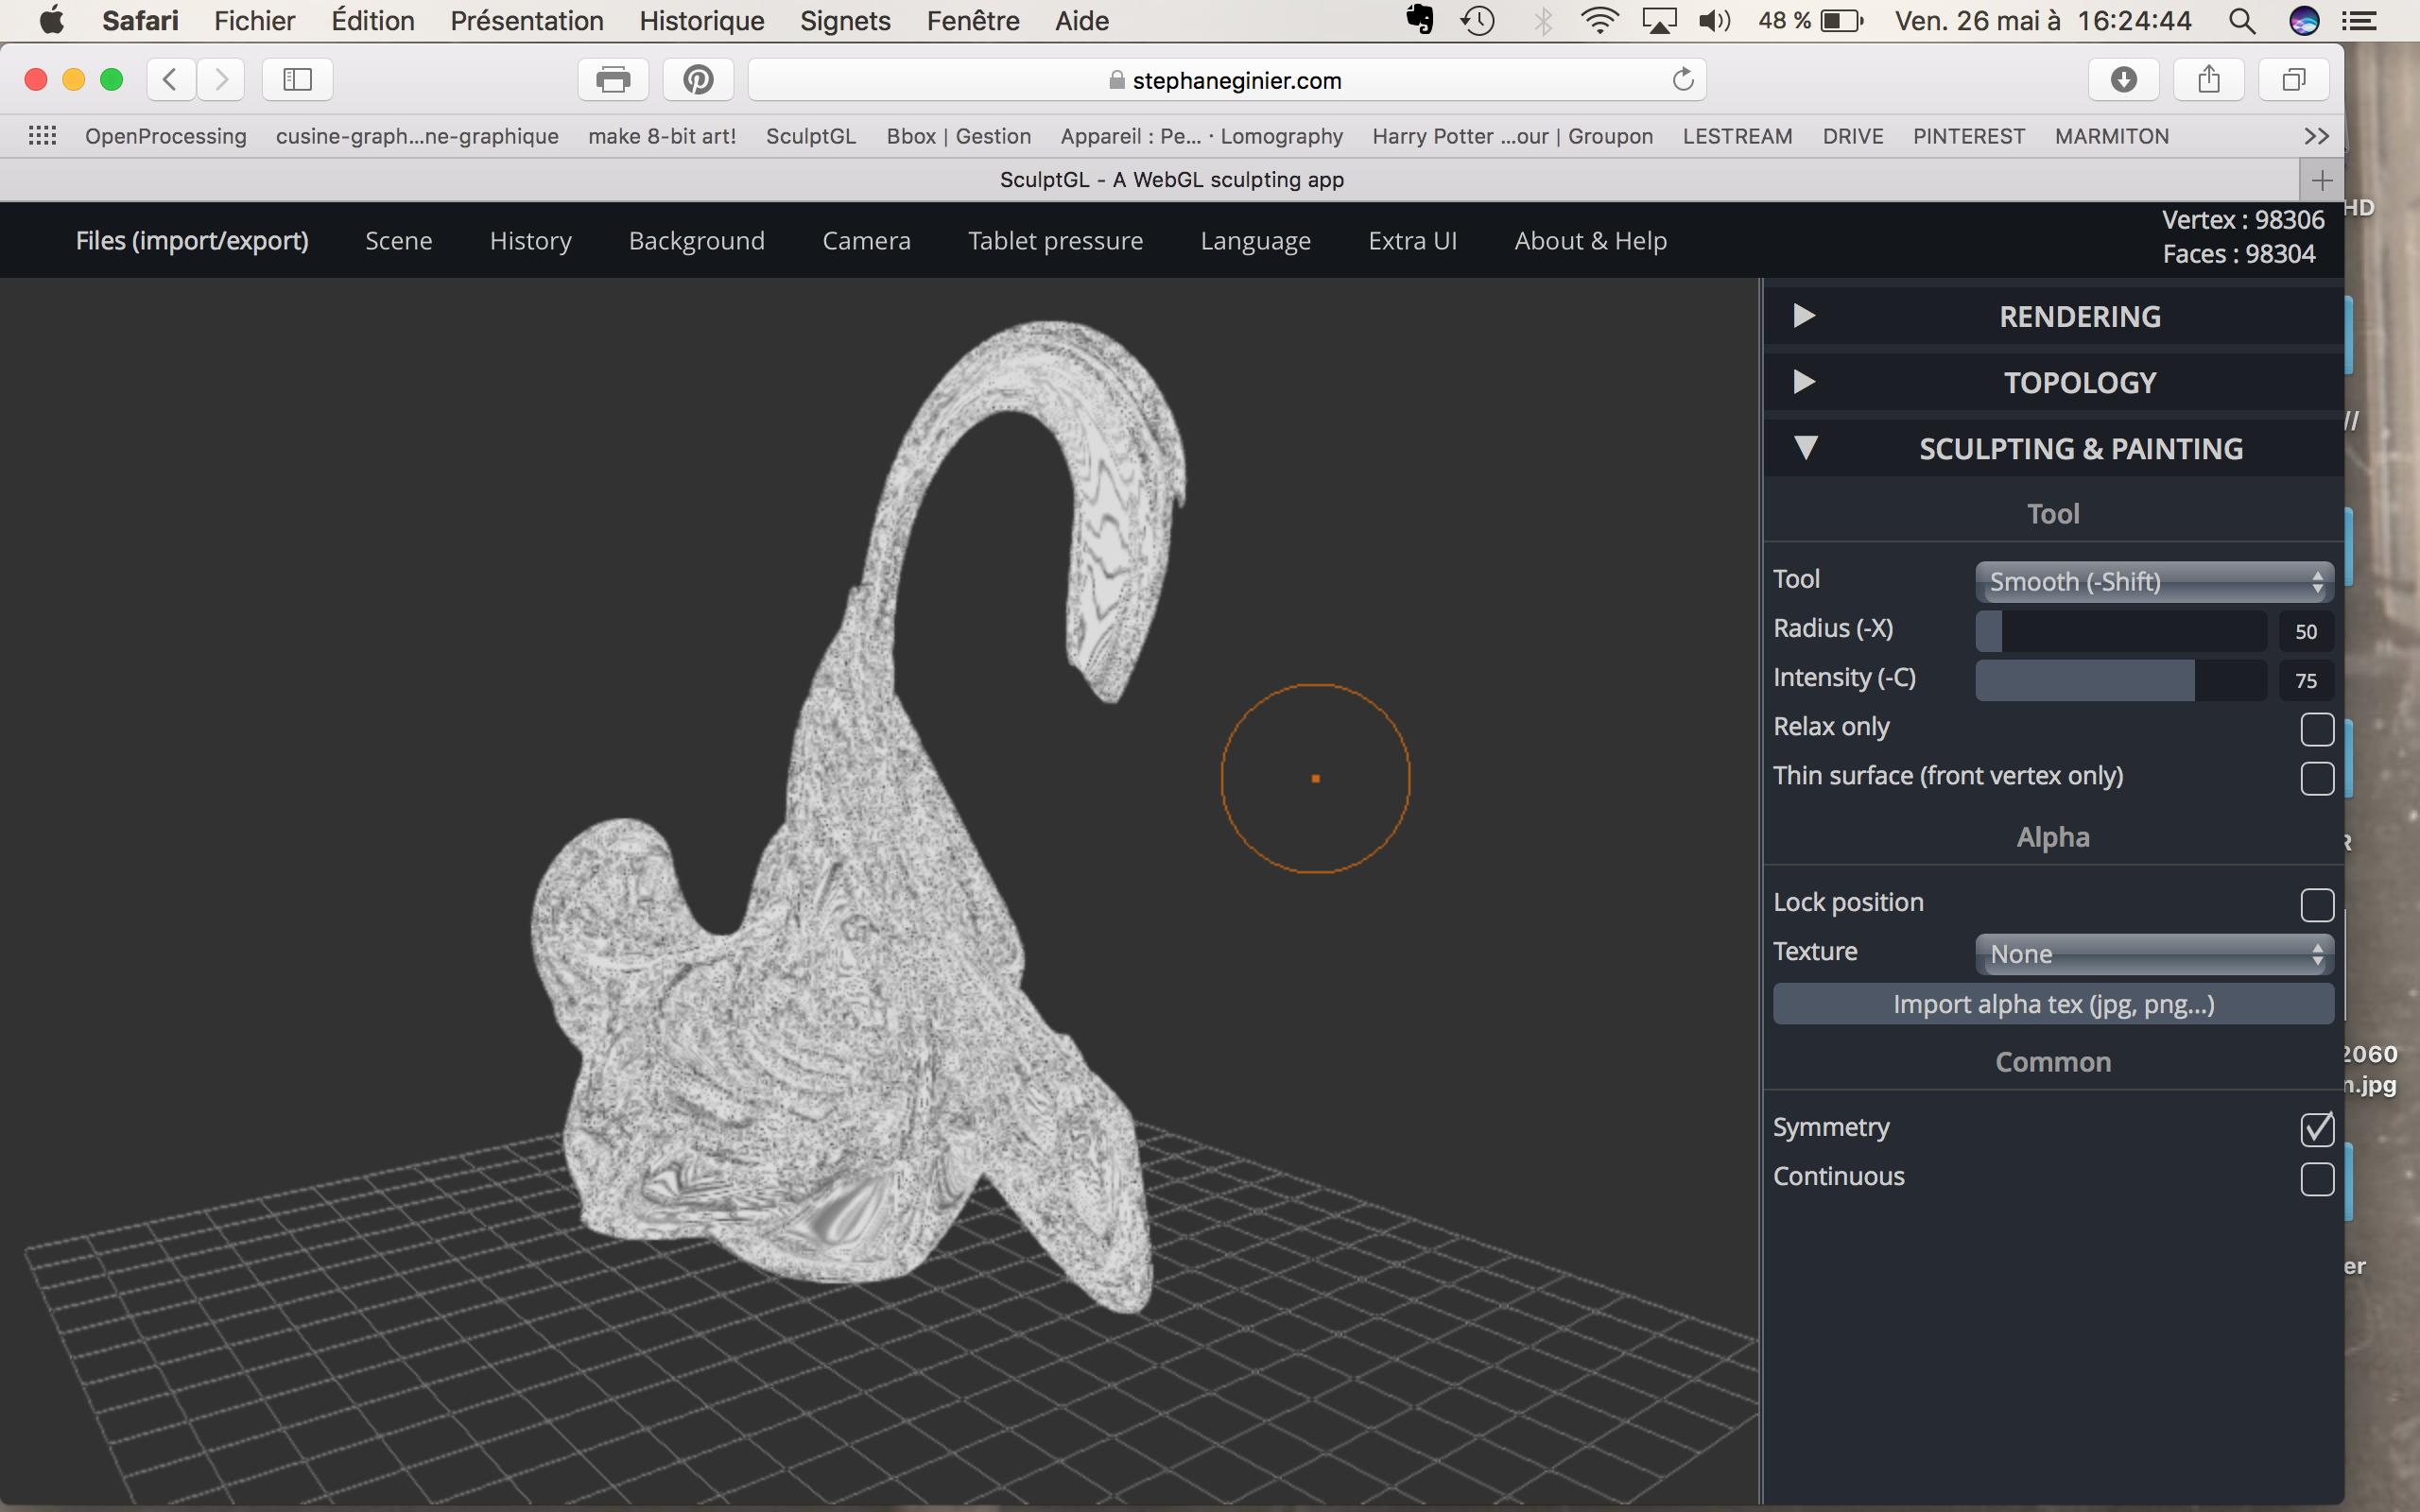 Safari Fichier Édition Présentation Historique Signets Fenêtre Aide 48 % Ven. 26 mai à 16:24:44
stephaneginier.com
OpenProcessing cusine-graph...ne-graphique make 8-bit art! SculptGL Bbox | Gestion Appareil : Pe... · Lomography Harry Potter ...our | Groupon LESTREAM DRIVE PINTEREST MARMITON
SculptGL - A WebGL sculpting app
Files (import/export) Scene History Background Camera Tablet pressure Language Extra UI About & Help
Vertex : 98306
Faces : 98304
HD
RENDERING
TOPOLOGY
//
SCULPTING & PAINTING
Tool
Tool Smooth (-Shift)
Radius (-X) 50
Intensity (-C) 75
Relax only
Thin surface (front vertex only)
Alpha
Lock position
Texture None
Import alpha tex (jpg, png...)
Common
2060
n.jpg
Symmetry
Continuous
er